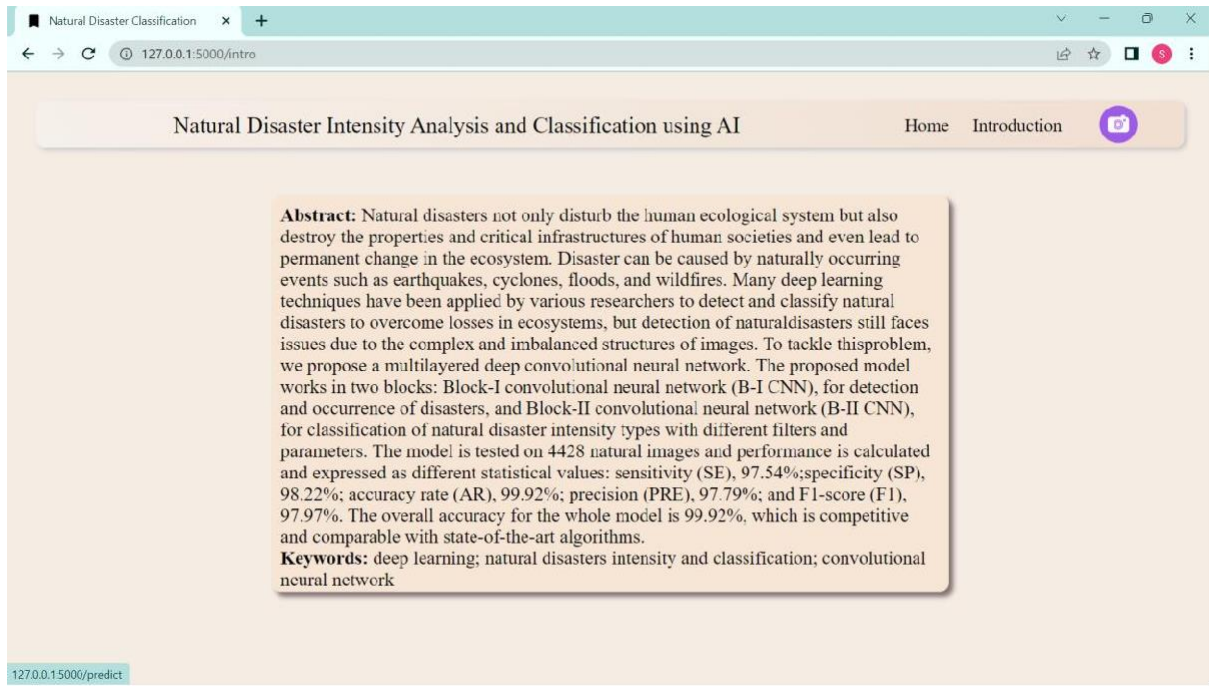 Natural Disaster Classification
127.0.0.1:5000/intro
S
Natural Disaster Intensity Analysis and Classification using AI
Home Introduction
Abstract: Natural disasters not only disturb the human ecological system but also
destroy the properties and critical infrastructures of human societies and even lead to
permanent change in the ecosystem. Disaster can be caused by naturally occurring
events such as earthquakes, cyclones, floods, and wildfires. Many deep learning
techniques have been applied by various researchers to detect and classify natural
disasters to overcome losses in ecosystems, but detection of naturaldisasters still faces
issues due to the complex and imbalanced structures of images. To tackle thisproblem,
we propose a multilayered deep convolutional neural network. The proposed model
works in two blocks: Block-I convolutional neural network (B-I CNN), for detection
and occurrence of disasters, and Block-II convolutional neural network (B-II CNN),
for classification of natural disaster intensity types with different filters and
parameters. The model is tested on 4428 natural images and performance is calculated
and expressed as different statistical values: sensitivity (SE), 97.54%;specificity (SP),
98.22%; accuracy rate (AR), 99.92%; precision (PRE), 97.79%; and F1-score (F1),
97.97%. The overall accuracy for the whole model is 99.92%, which is competitive
and comparable with state-of-the-art algorithms.
Keywords: deep learning; natural disasters intensity and classification; convolutional
neural network
127.0.0.1:5000/predict